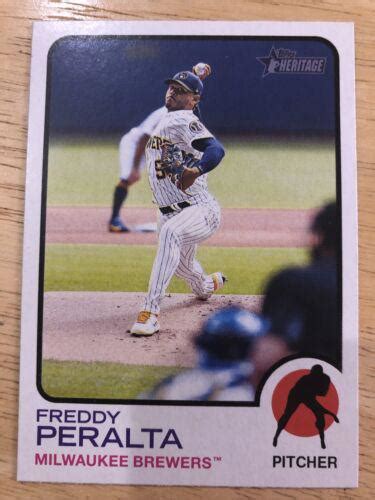 Topps
HERITAGE
FREDDY
PERALTA
MILWAUKEE BREWERS™
PITCHER